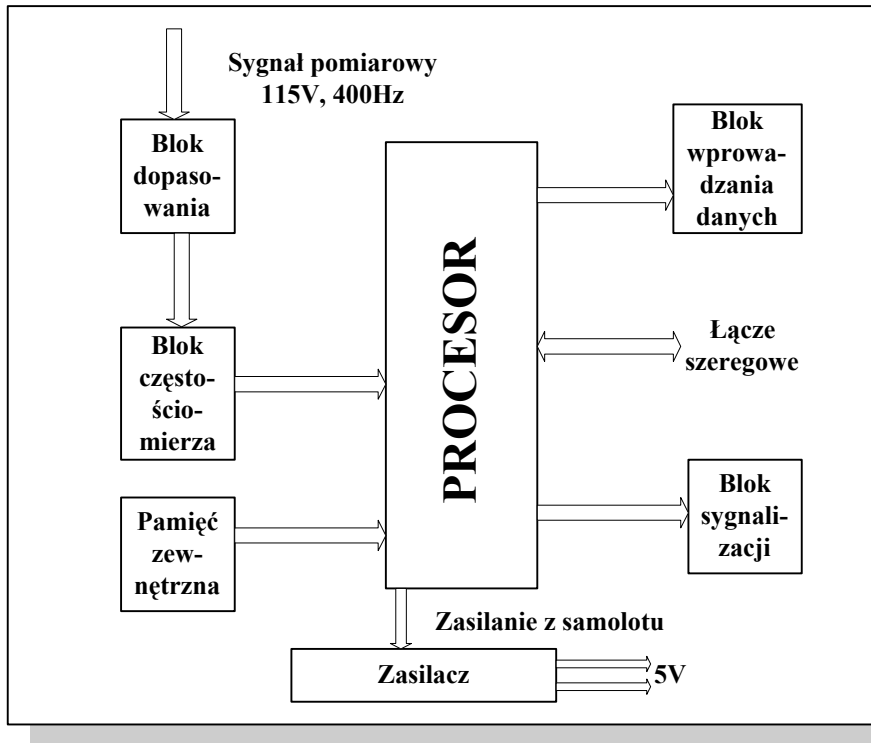 Sygnał pomiarowy
115V, 400Hz
Blok
dopaso-
wania
Blok
często-
ścio-
mierza
Pamięć
zew-
nętrzna
PROCESOR
Blok
wprowa-
dzania
danych
Łącze
szeregowe
Blok
sygnali-
zacji
Zasilanie z samolotu
Zasilacz
5V